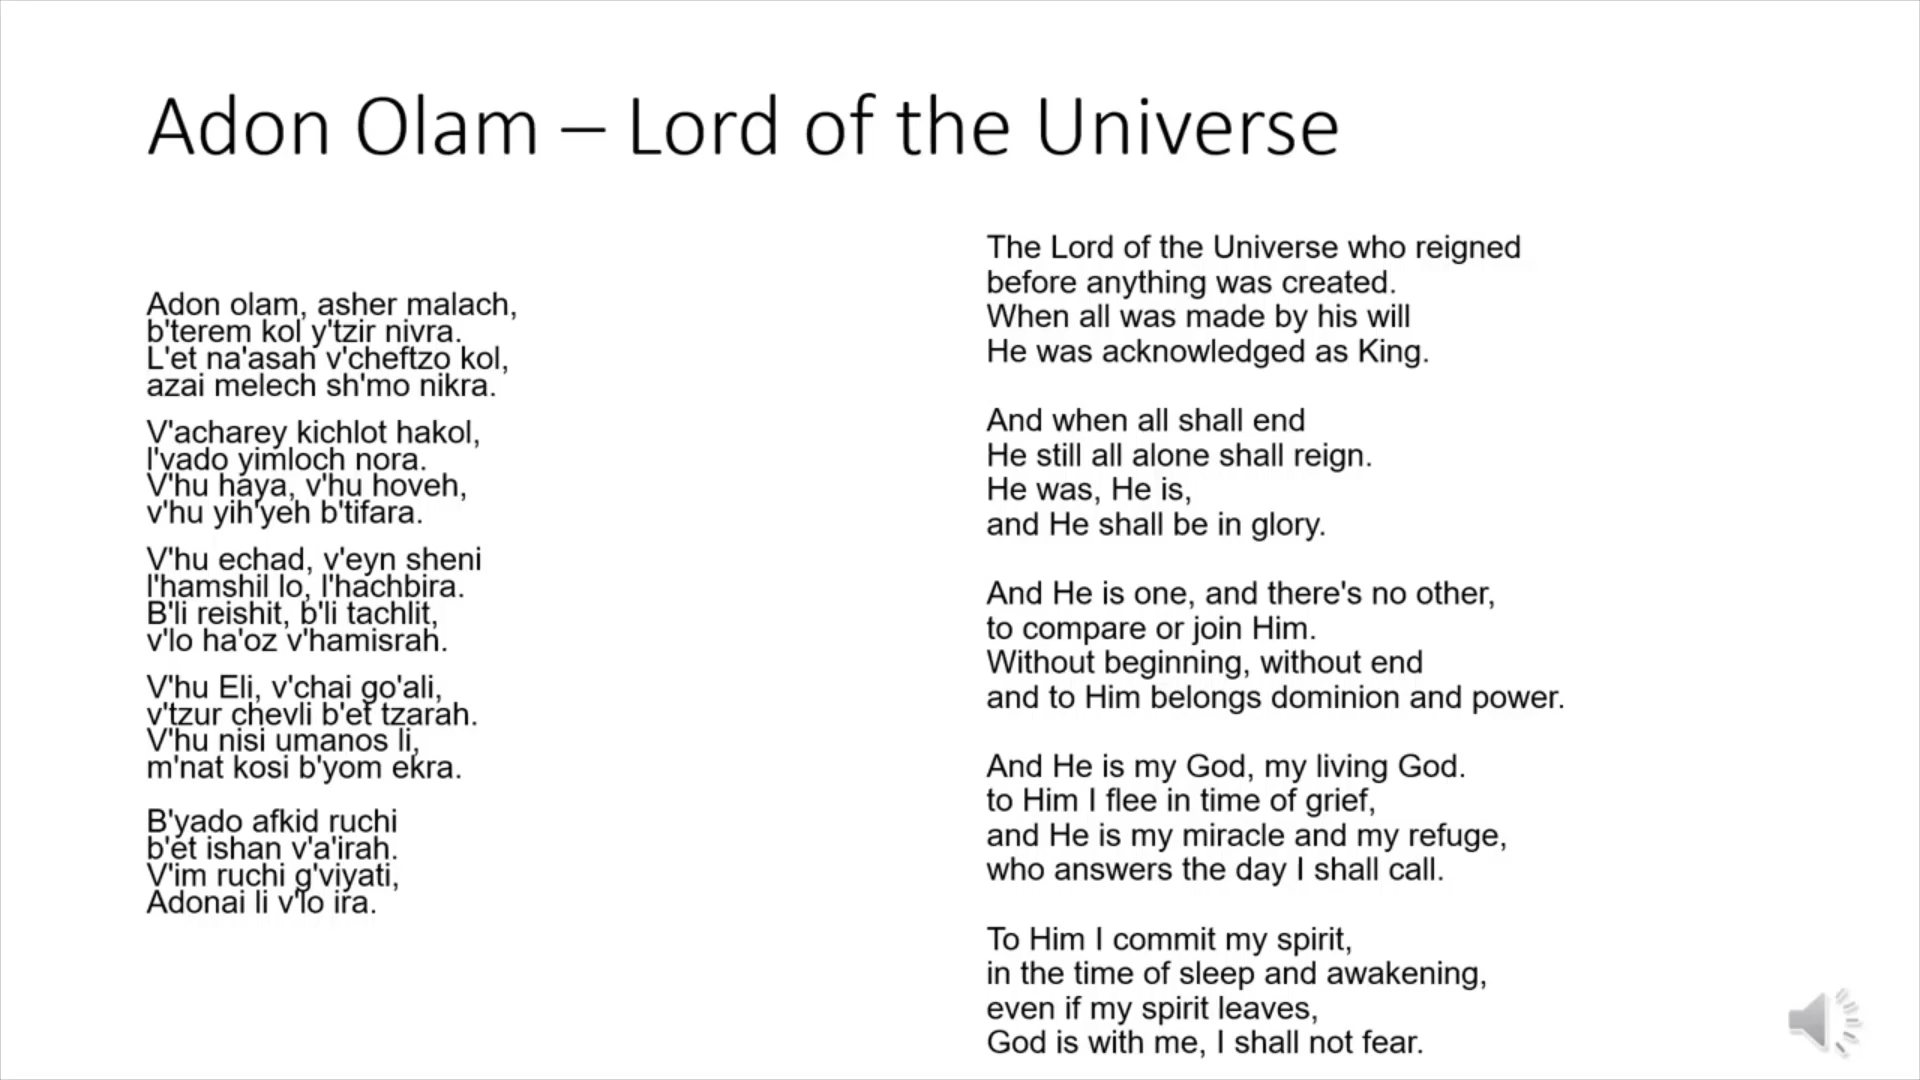 Adon Olam – Lord of the Universe
Adon olam, asher malach,
b'terem kol y'tzir nivra.
L'et na'asah v'cheftzo kol,
azai melech sh'mo nikra.
V'acharey kichlot hakol,
l'vado yimloch nora.
V'hu haya, v'hu hoveh,
v'hu yih'yeh b'tifara.
V'hu echad, v'eyn sheni
l'hamshil lo, l'hachbira.
B'li reishit, b'li tachlit,
v'lo ha'oz v'hamisrah.
V'hu Eli, v'chai go'ali,
v'tzur chevli b'et tzarah.
V'hu nisi umanos li,
m'nat kosi b'yom ekra.
B'yado afkid ruchi
b'et ishan v'a'irah.
V'im ruchi g'viyati,
Adonai li v'lo ira.
The Lord of the Universe who reigned
before anything was created.
When all was made by his will
He was acknowledged as King.
And when all shall end
He still all alone shall reign.
He was, He is,
and He shall be in glory.
And He is one, and there's no other,
to compare or join Him.
Without beginning, without end
and to Him belongs dominion and power.
And He is my God, my living God.
to Him I flee in time of grief,
and He is my miracle and my refuge,
who answers the day I shall call.
To Him I commit my spirit,
in the time of sleep and awakening,
even if my spirit leaves,
God is with me, I shall not fear.